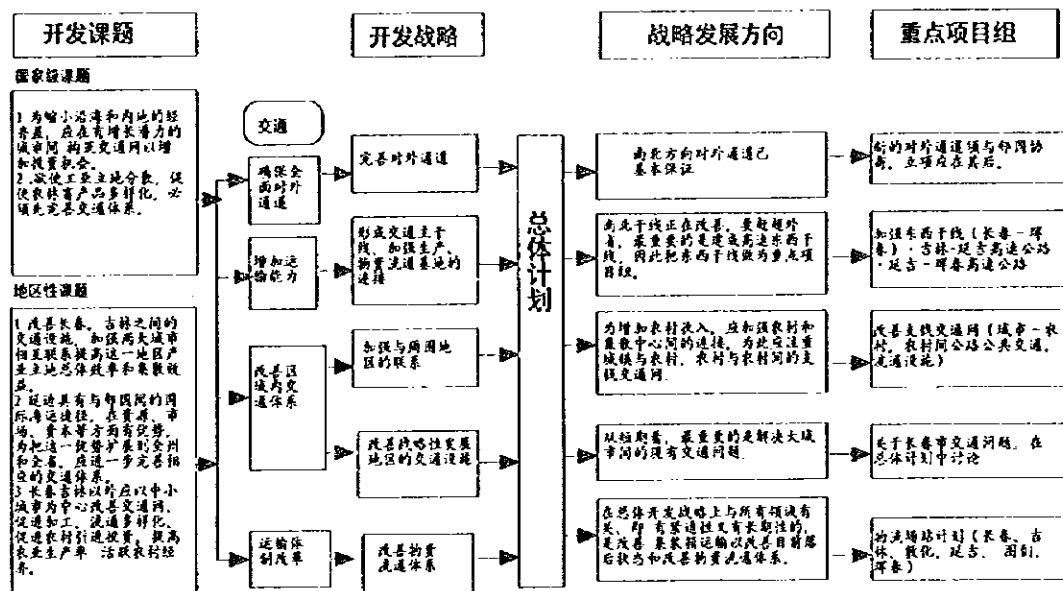 开发课题
开发战略
战略发展方向
重点项目组
国家级课题
1 为缩小沿海和内地的经
济差，应在有增长潜力的
城市间 构筑交通网以增
加投资机会。
2 欲使工业立地分散，促
使农林畜产品多样化，必
须先完善交通体系。
地区性课题
1 改善长春，吉林之间的
交通设施，加强两大城市
相互联系提高这一地区产
业立地总体效率和集散效
益。
2 延边具有与邻国间的国
际海运途径，在资源、市
场、资本等方面有优势，
为把这一优势扩展到全州
和全省，应进一步完善相
应的交通体系。
3 长春吉林以外应以中小
城市为中心改善交通网，
促进加工、流通多样化，
促进农村引进投资，提高
农业生产率 活跃农村经
济。
交通
确保全
面对外
通道
增加运
输能力
改善区
域内交
通体系
运输体
制改革
完善对外通道
形成交通主干
线，加强生产、
物资流通基地的
连接
加强与周围地
区的联系
改善战略性发展
地区的交通设施
改善物资
流通体系
总体计划
南北方向对外通道已
基本保证
南北干线正在改善，要赶超外
省，最重要的是建成高速东西干
线，因此把东西干线做为重点项
目组。
为增加农村收入，应加强农村和
集散中心间的连接，为此应注重
城镇与农村，农村与农村间的支
线交通网
从短期看，最重要的是解决大城
市间的现有交通问题
在总体开发战略上与所有领域有
关，即 有紧迫性又有长期性的，
是改善 集装箱运输以改善目前落
后状态和改善物资流通体系。
新的对外通道须与邻国协
商，立项应在其后。
加强东西干线（长春－珲
春）·吉林-延吉高速公路
·延吉－珲春高速公路
改善支线交通网（城市－农
村，农村间公路公共交通，
流通设施）
关于长春市交通问题，在
总体计划中讨论
物流场站计划（长春、吉
林、敦化、延吉、 图们、
珲春）